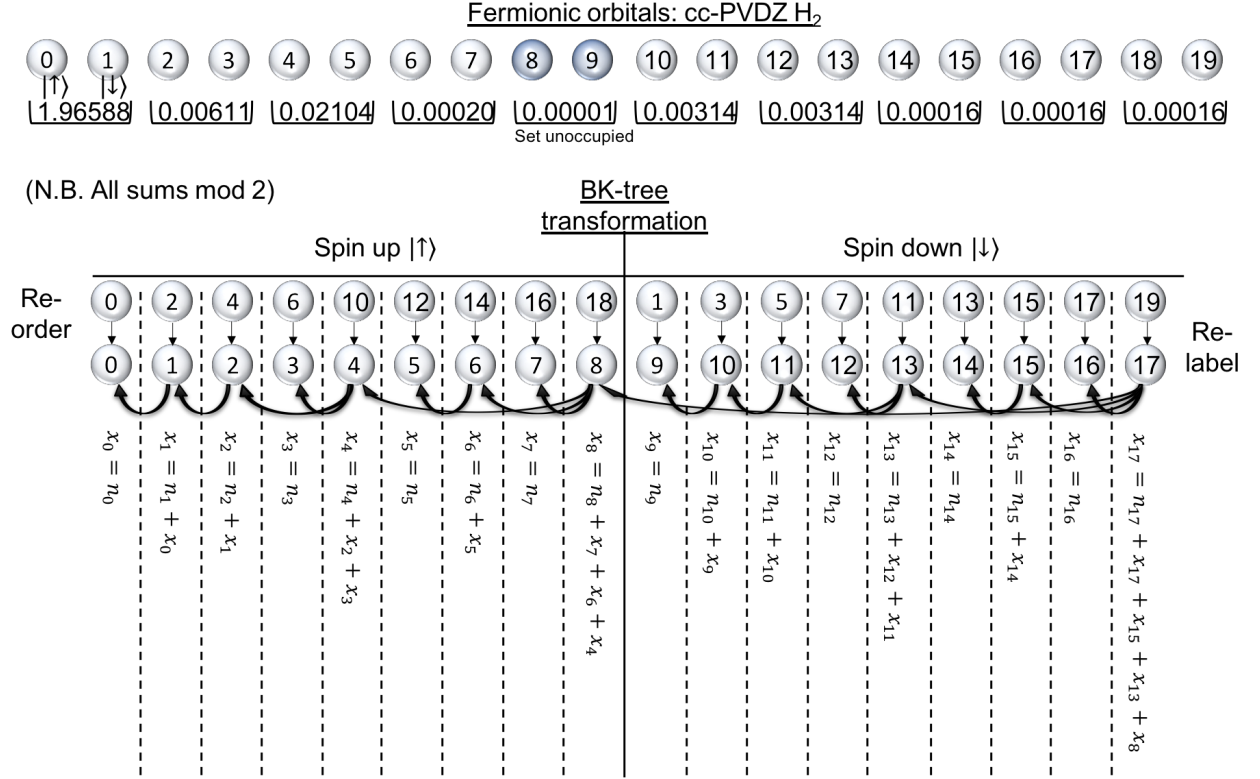 Fermionic orbitals: cc-PVDZ H₂
0 1 2 3 4 5 6 7 8 9 10 11 12 13 14 15 16 17 18 19
|↑⟩ |↓⟩
1.96588 0.00611 0.02104 0.00020 0.00001 0.00314 0.00314 0.00016 0.00016 0.00016
Set unoccupied
(N.B. All sums mod 2)
BK-tree
transformation
Spin up |↑⟩ Spin down |↓⟩
Re-
order
0 2 4 6 10 12 14 16 18 1 3 5 7 11 13 15 17 19
0 1 2 3 4 5 6 7 8 9 10 11 12 13 14 15 16 17
Re-
label
x₀ = n₀
x₁ = n₁ + x₀
x₂ = n₂ + x₁
x₃ = n₃
x₄ = n₄ + x₂ + x₃
x₅ = n₅
x₆ = n₆ + x₅
x₇ = n₇
x₈ = n₈ + x₇ + x₆ + x₄
x₉ = n₉
x₁₀ = n₁₀ + x₉
x₁₁ = n₁₁ + x₁₀
x₁₂ = n₁₂
x₁₃ = n₁₃ + x₁₂ + x₁₁
x₁₄ = n₁₄
x₁₅ = n₁₅ + x₁₄
x₁₆ = n₁₆
x₁₇ = n₁₇ + x₁₇ + x₁₅ + x₁₃ + x₈